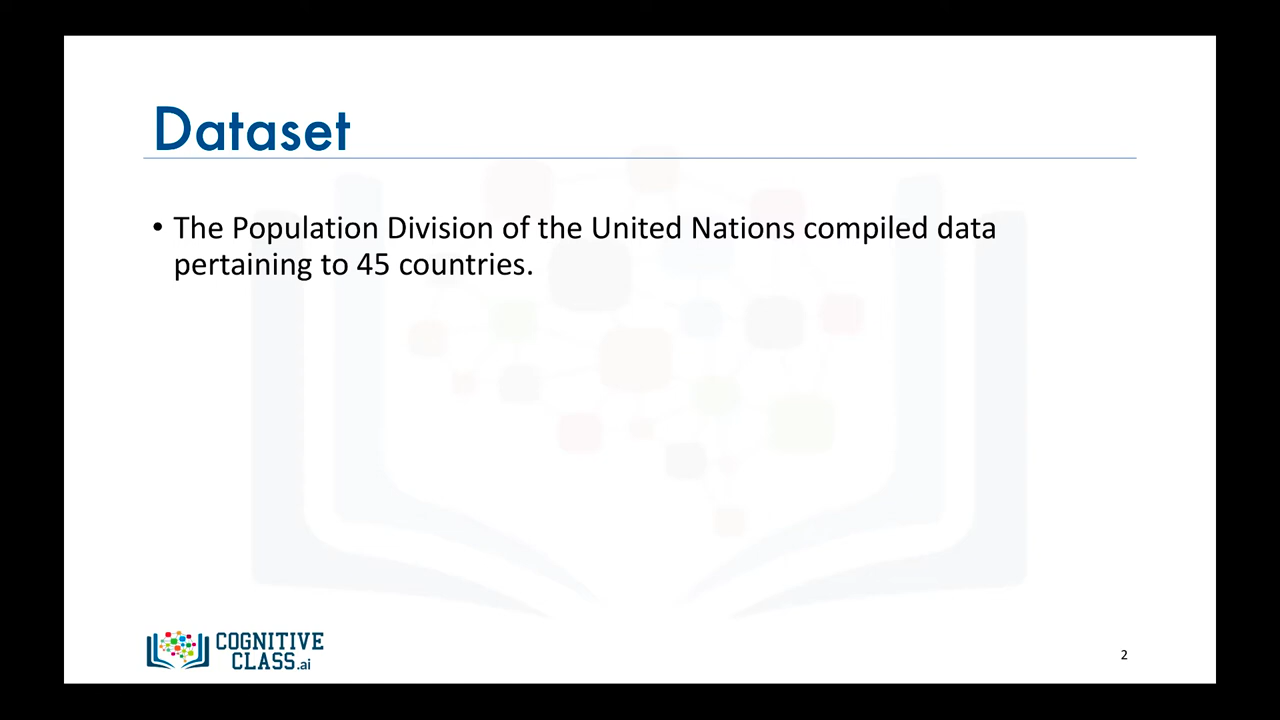 Dataset
• The Population Division of the United Nations compiled data
pertaining to 45 countries.
COGNITIVE
CLASS.ai
2